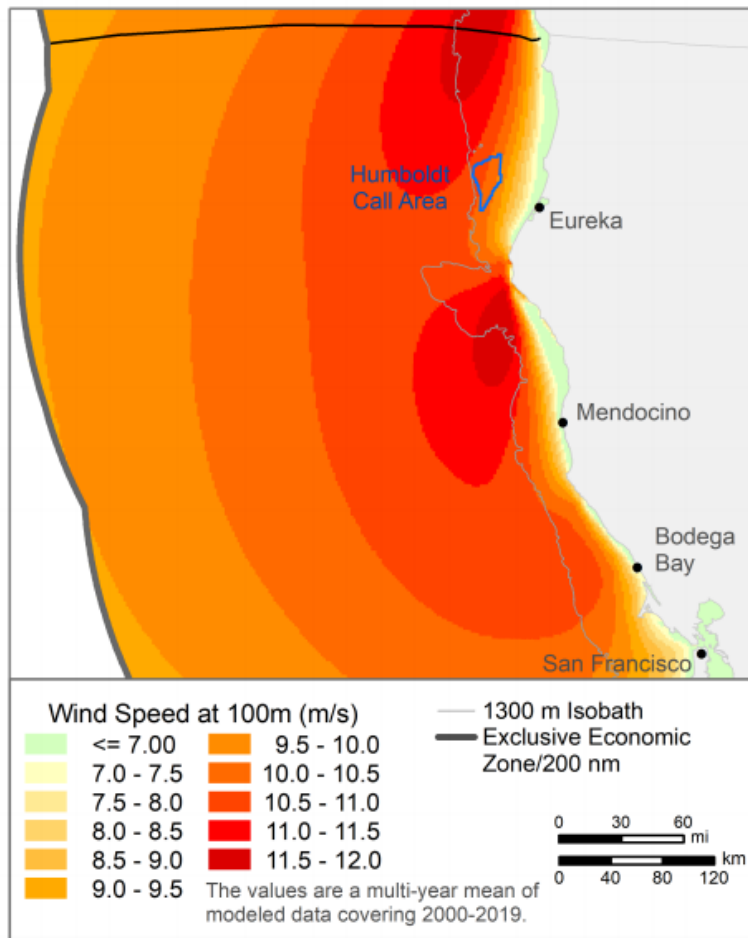 Humboldt
Call Area
Eureka
Mendocino
Bodega
Bay
San Francisco
Wind Speed at 100m (m/s)
<= 7.00
7.0 - 7.5
7.5 - 8.0
8.0 - 8.5
8.5 - 9.0
9.0 - 9.5
9.5 - 10.0
10.0 - 10.5
10.5 - 11.0
11.0 - 11.5
11.5 - 12.0
The values are a multi-year mean of
modeled data covering 2000-2019.
1300 m Isobath
Exclusive Economic
Zone/200 nm
0 30 60
mi
km
0 40 80 120